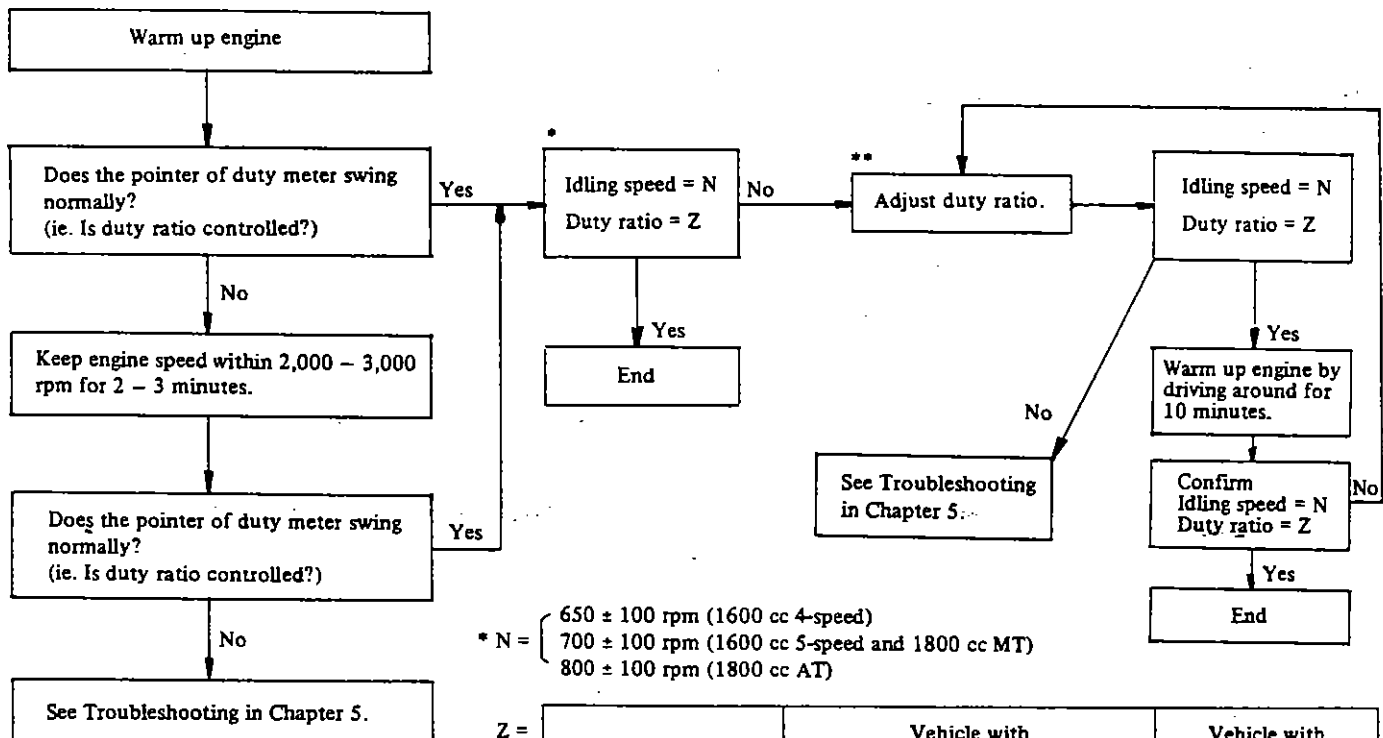 Warm up engine
Does the pointer of duty meter swing
normally?
(ie. Is duty ratio controlled?)
Yes
No
Keep engine speed within 2,000 – 3,000
rpm for 2 – 3 minutes.
Does the pointer of duty meter swing
normally?
(ie. Is duty ratio controlled?)
Yes
No
See Troubleshooting in Chapter 5.
*
Idling speed = N
Duty ratio = Z
No
Yes
End
**
Adjust duty ratio.
Idling speed = N
Duty ratio = Z
No
See Troubleshooting
in Chapter 5.
Yes
Warm up engine by
driving around for
10 minutes.
Confirm
Idling speed = N
Duty ratio = Z
No
Yes
End
* N =
650 ± 100 rpm (1600 cc 4-speed)
700 ± 100 rpm (1600 cc 5-speed and 1800 cc MT)
800 ± 100 rpm (1800 cc AT)
Z =
Vehicle with
Vehicle with